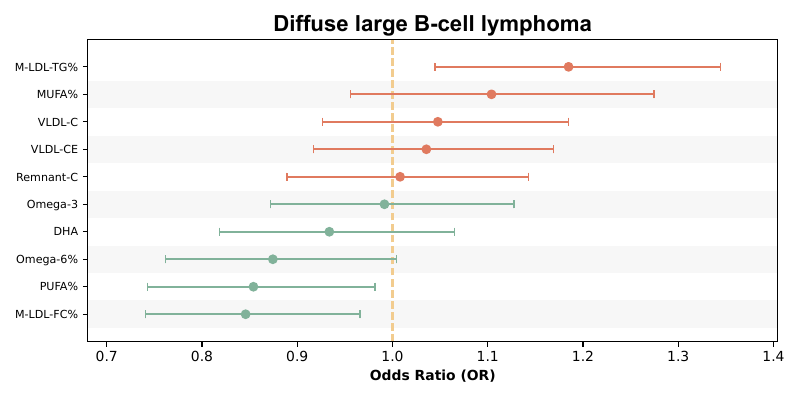 Diffuse large B-cell lymphoma
M-LDL-TG%
MUFA%
VLDL-C
VLDL-CE
Remnant-C
Omega-3
DHA
Omega-6%
PUFA%
M-LDL-FC%
0.7 0.8 0.9 1.0 1.1 1.2 1.3 1.4
Odds Ratio (OR)